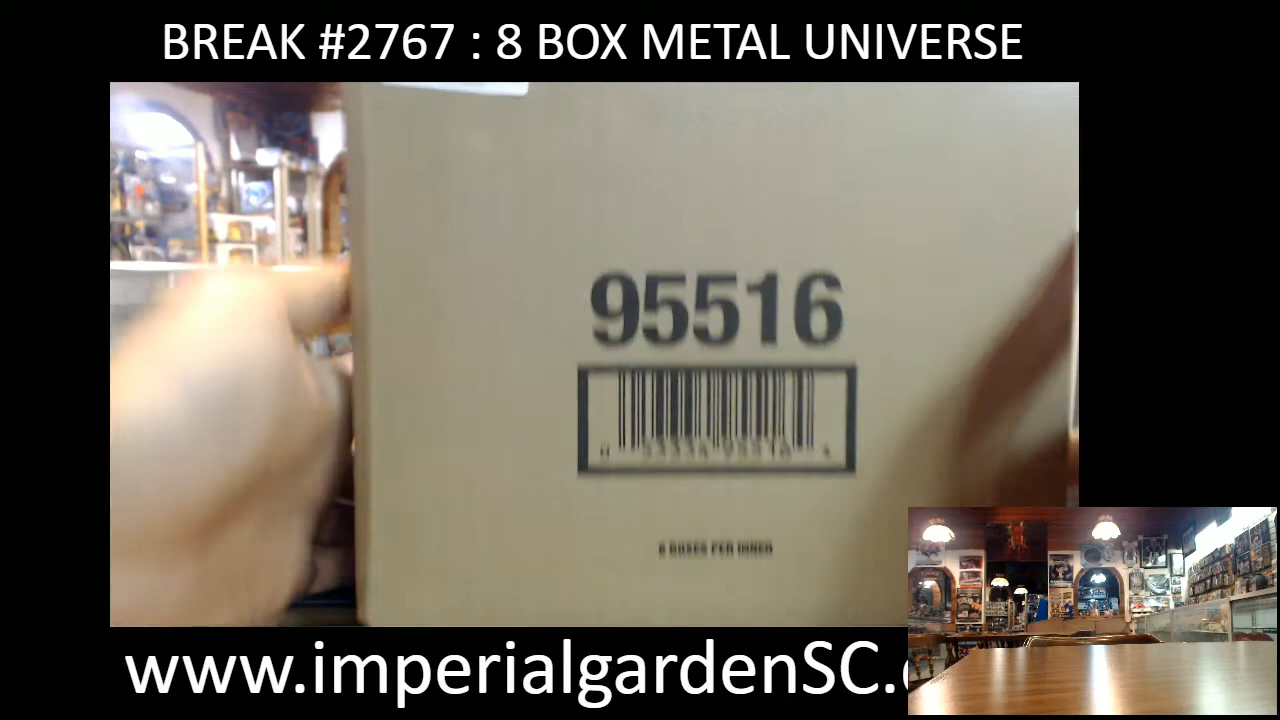 BREAK #2767 : 8 BOX METAL UNIVERSE
95516
8 BOXES PER INNER
www.imperialgardenSC.